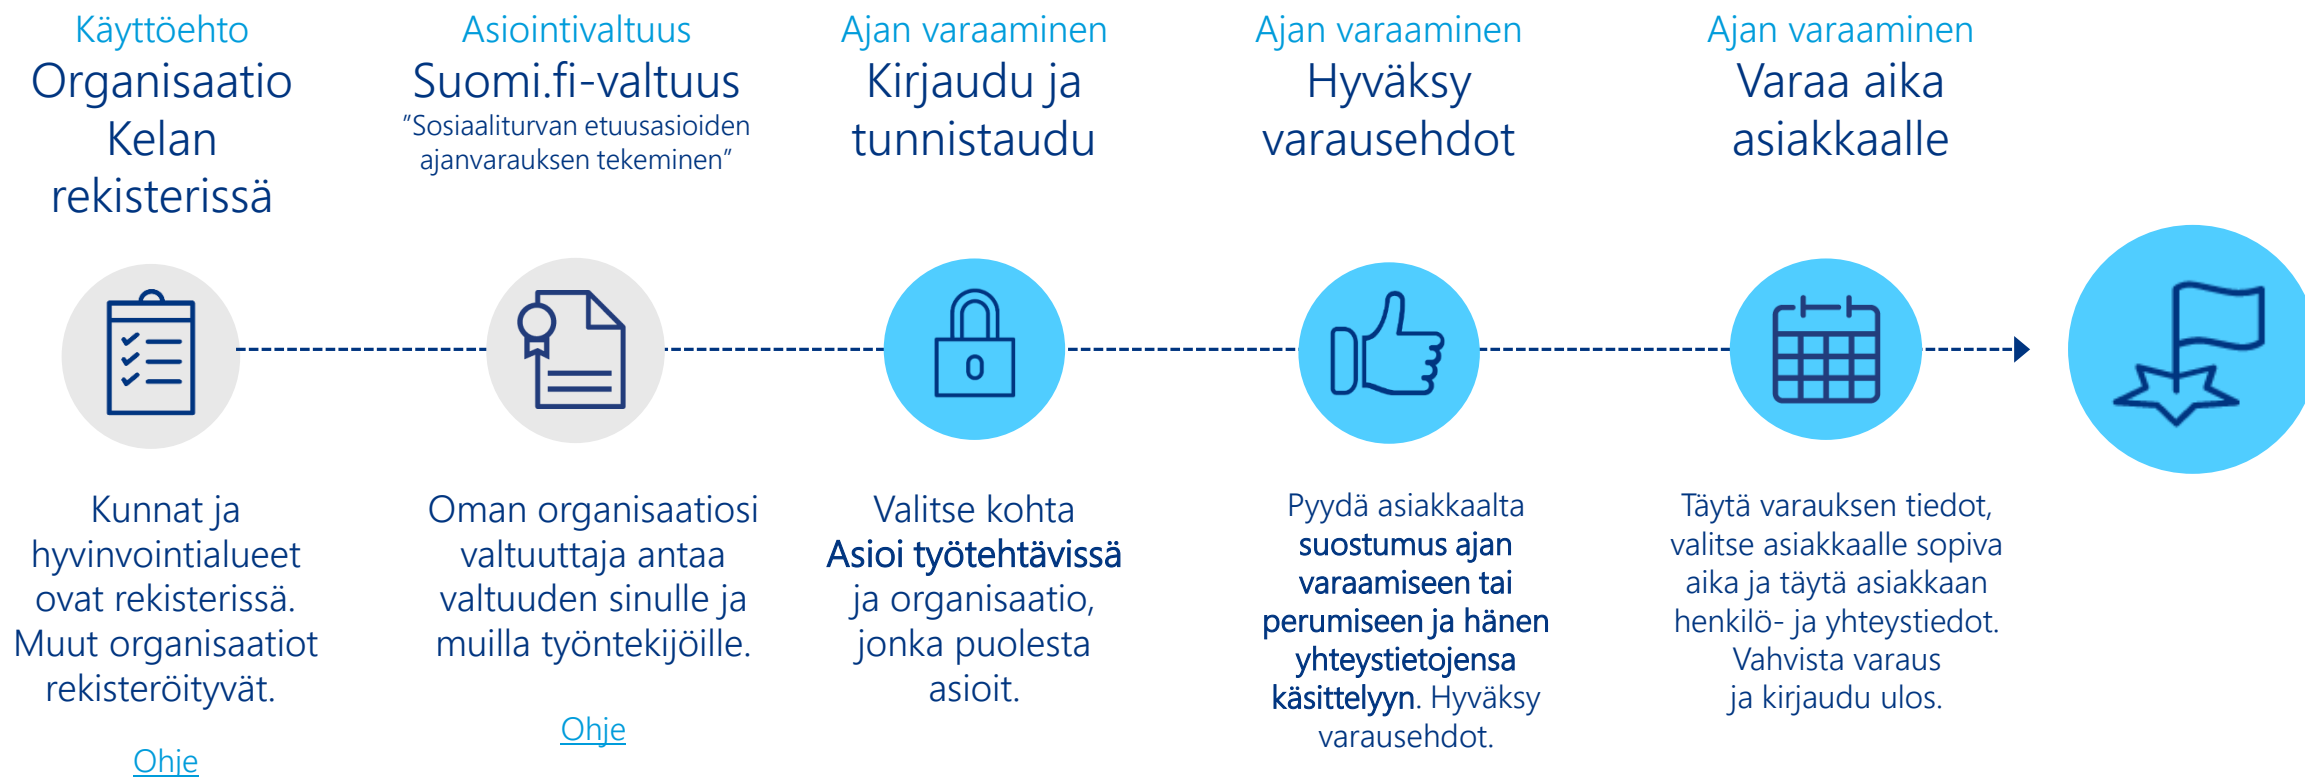 Käyttöehto
Organisaatio
Kelan
rekisterissä
Kunnat ja
hyvinvointialueet
ovat rekisterissä.
Muut organisaatiot
rekisteröityvät.
Ohje
Asiointivaltuus
Suomi.fi-valtuus
”Sosiaaliturvan etuusasioiden
ajanvarauksen tekeminen”
Oman organisaatiosi
valtuuttaja antaa
valtuuden sinulle ja
muilla työntekijöille.
Ohje
Ajan varaaminen
Kirjaudu ja
tunnistaudu
Valitse kohta
Asioi työtehtävissä
ja organisaatio,
jonka puolesta
asioit.
Ajan varaaminen
Hyväksy
varausehdot
Pyydä asiakkaalta
suostumus ajan
varaamiseen tai
perumiseen ja hänen
yhteystietojensa
käsittelyyn. Hyväksy
varausehdot.
Ajan varaaminen
Varaa aika
asiakkaalle
Täytä varauksen tiedot,
valitse asiakkaalle sopiva
aika ja täytä asiakkaan
henkilö- ja yhteystiedot.
Vahvista varaus
ja kirjaudu ulos.